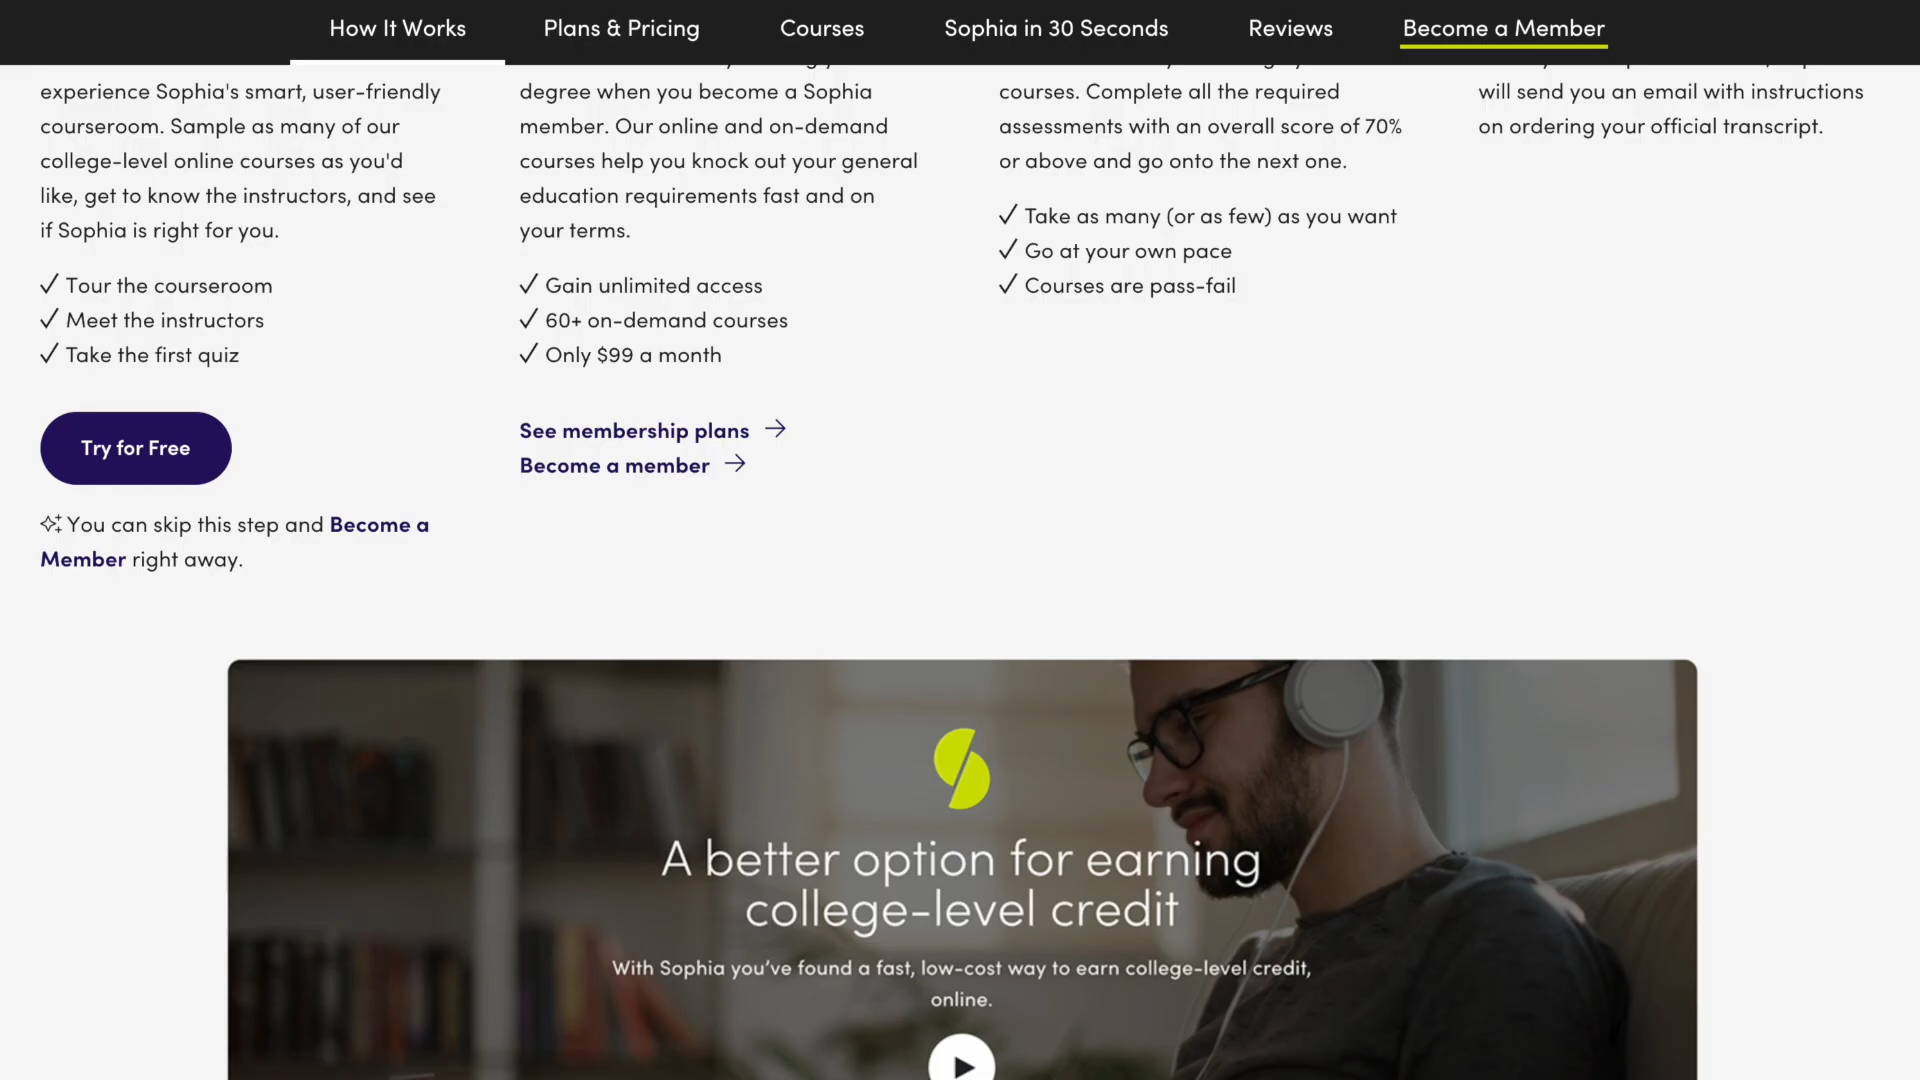 How It Works
Plans & Pricing
Courses
Sophia in 30 Seconds
Reviews
Become a Member
experience Sophia's smart, user-friendly
courseroom. Sample as many of our
college-level online courses as you'd
like, get to know the instructors, and see
if Sophia is right for you.
✓ Tour the courseroom
✓ Meet the instructors
✓ Take the first quiz
Try for Free
You can skip this step and Become a
Member right away.
degree when you become a Sophia
member. Our online and on-demand
courses help you knock out your general
education requirements fast and on
your terms.
✓ Gain unlimited access
✓ 60+ on-demand courses
✓ Only $99 a month
See membership plans →
Become a member →
courses. Complete all the required
assessments with an overall score of 70%
or above and go onto the next one.
✓ Take as many (or as few) as you want
✓ Go at your own pace
✓ Courses are pass-fail
will send you an email with instructions
on ordering your official transcript.
A better option for earning
college-level credit
With Sophia you've found a fast, low-cost way to earn college-level credit,
online.